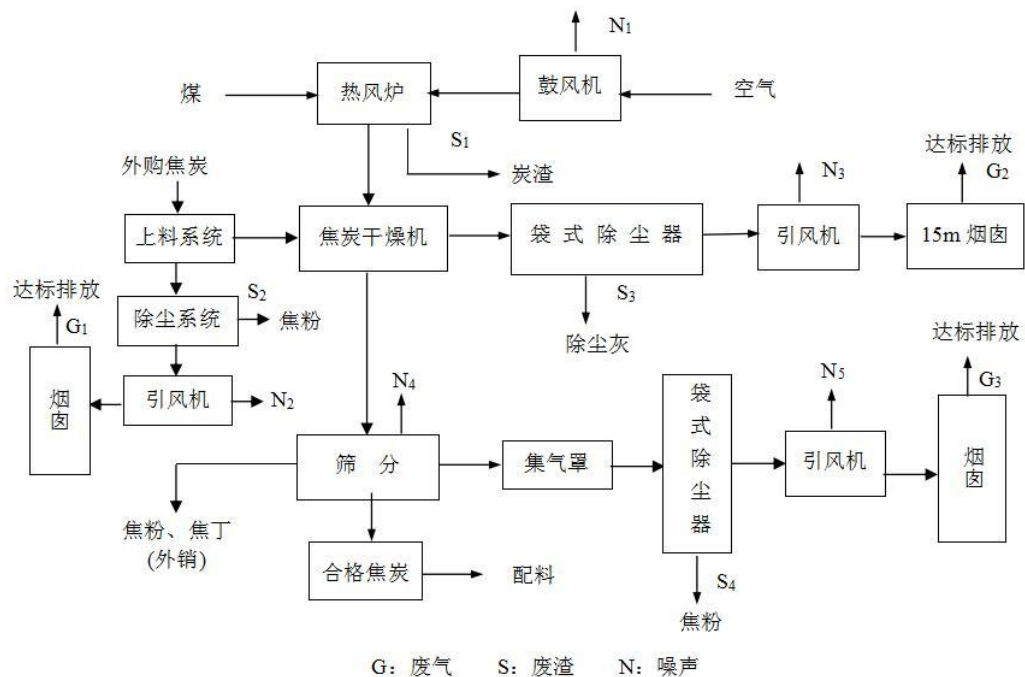 N1
煤
热风炉
鼓风机
空气
S1
炭渣
外购焦炭
N3
达标排放
G2
上料系统
焦炭干燥机
袋式除尘器
引风机
15m 烟囱
达标排放
G1
除尘系统
S2
焦粉
S3
除尘灰
达标排放
烟囱
引风机
N2
N4
袋式除尘器
N5
G3
筛 分
集气罩
引风机
烟囱
焦粉、焦丁
(外销)
合格焦炭
配料
S4
焦粉
G：废气 S：废渣 N：噪声